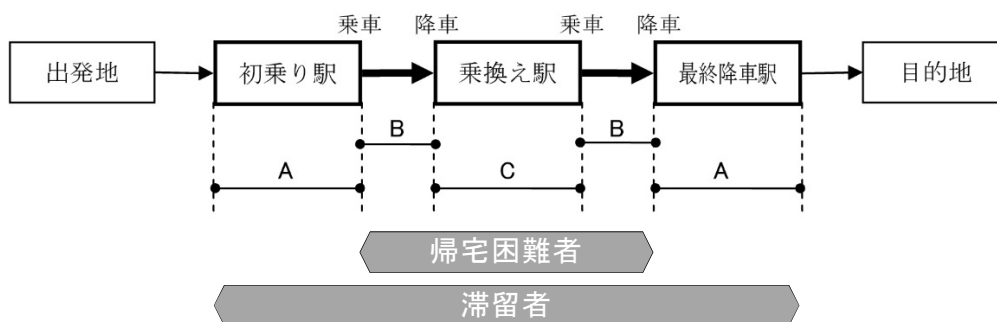 乗車 降車 乗車 降車
出発地 初乗り駅 乗換え駅 最終降車駅 目的地
B B
A C A
帰宅困難者
滞留者